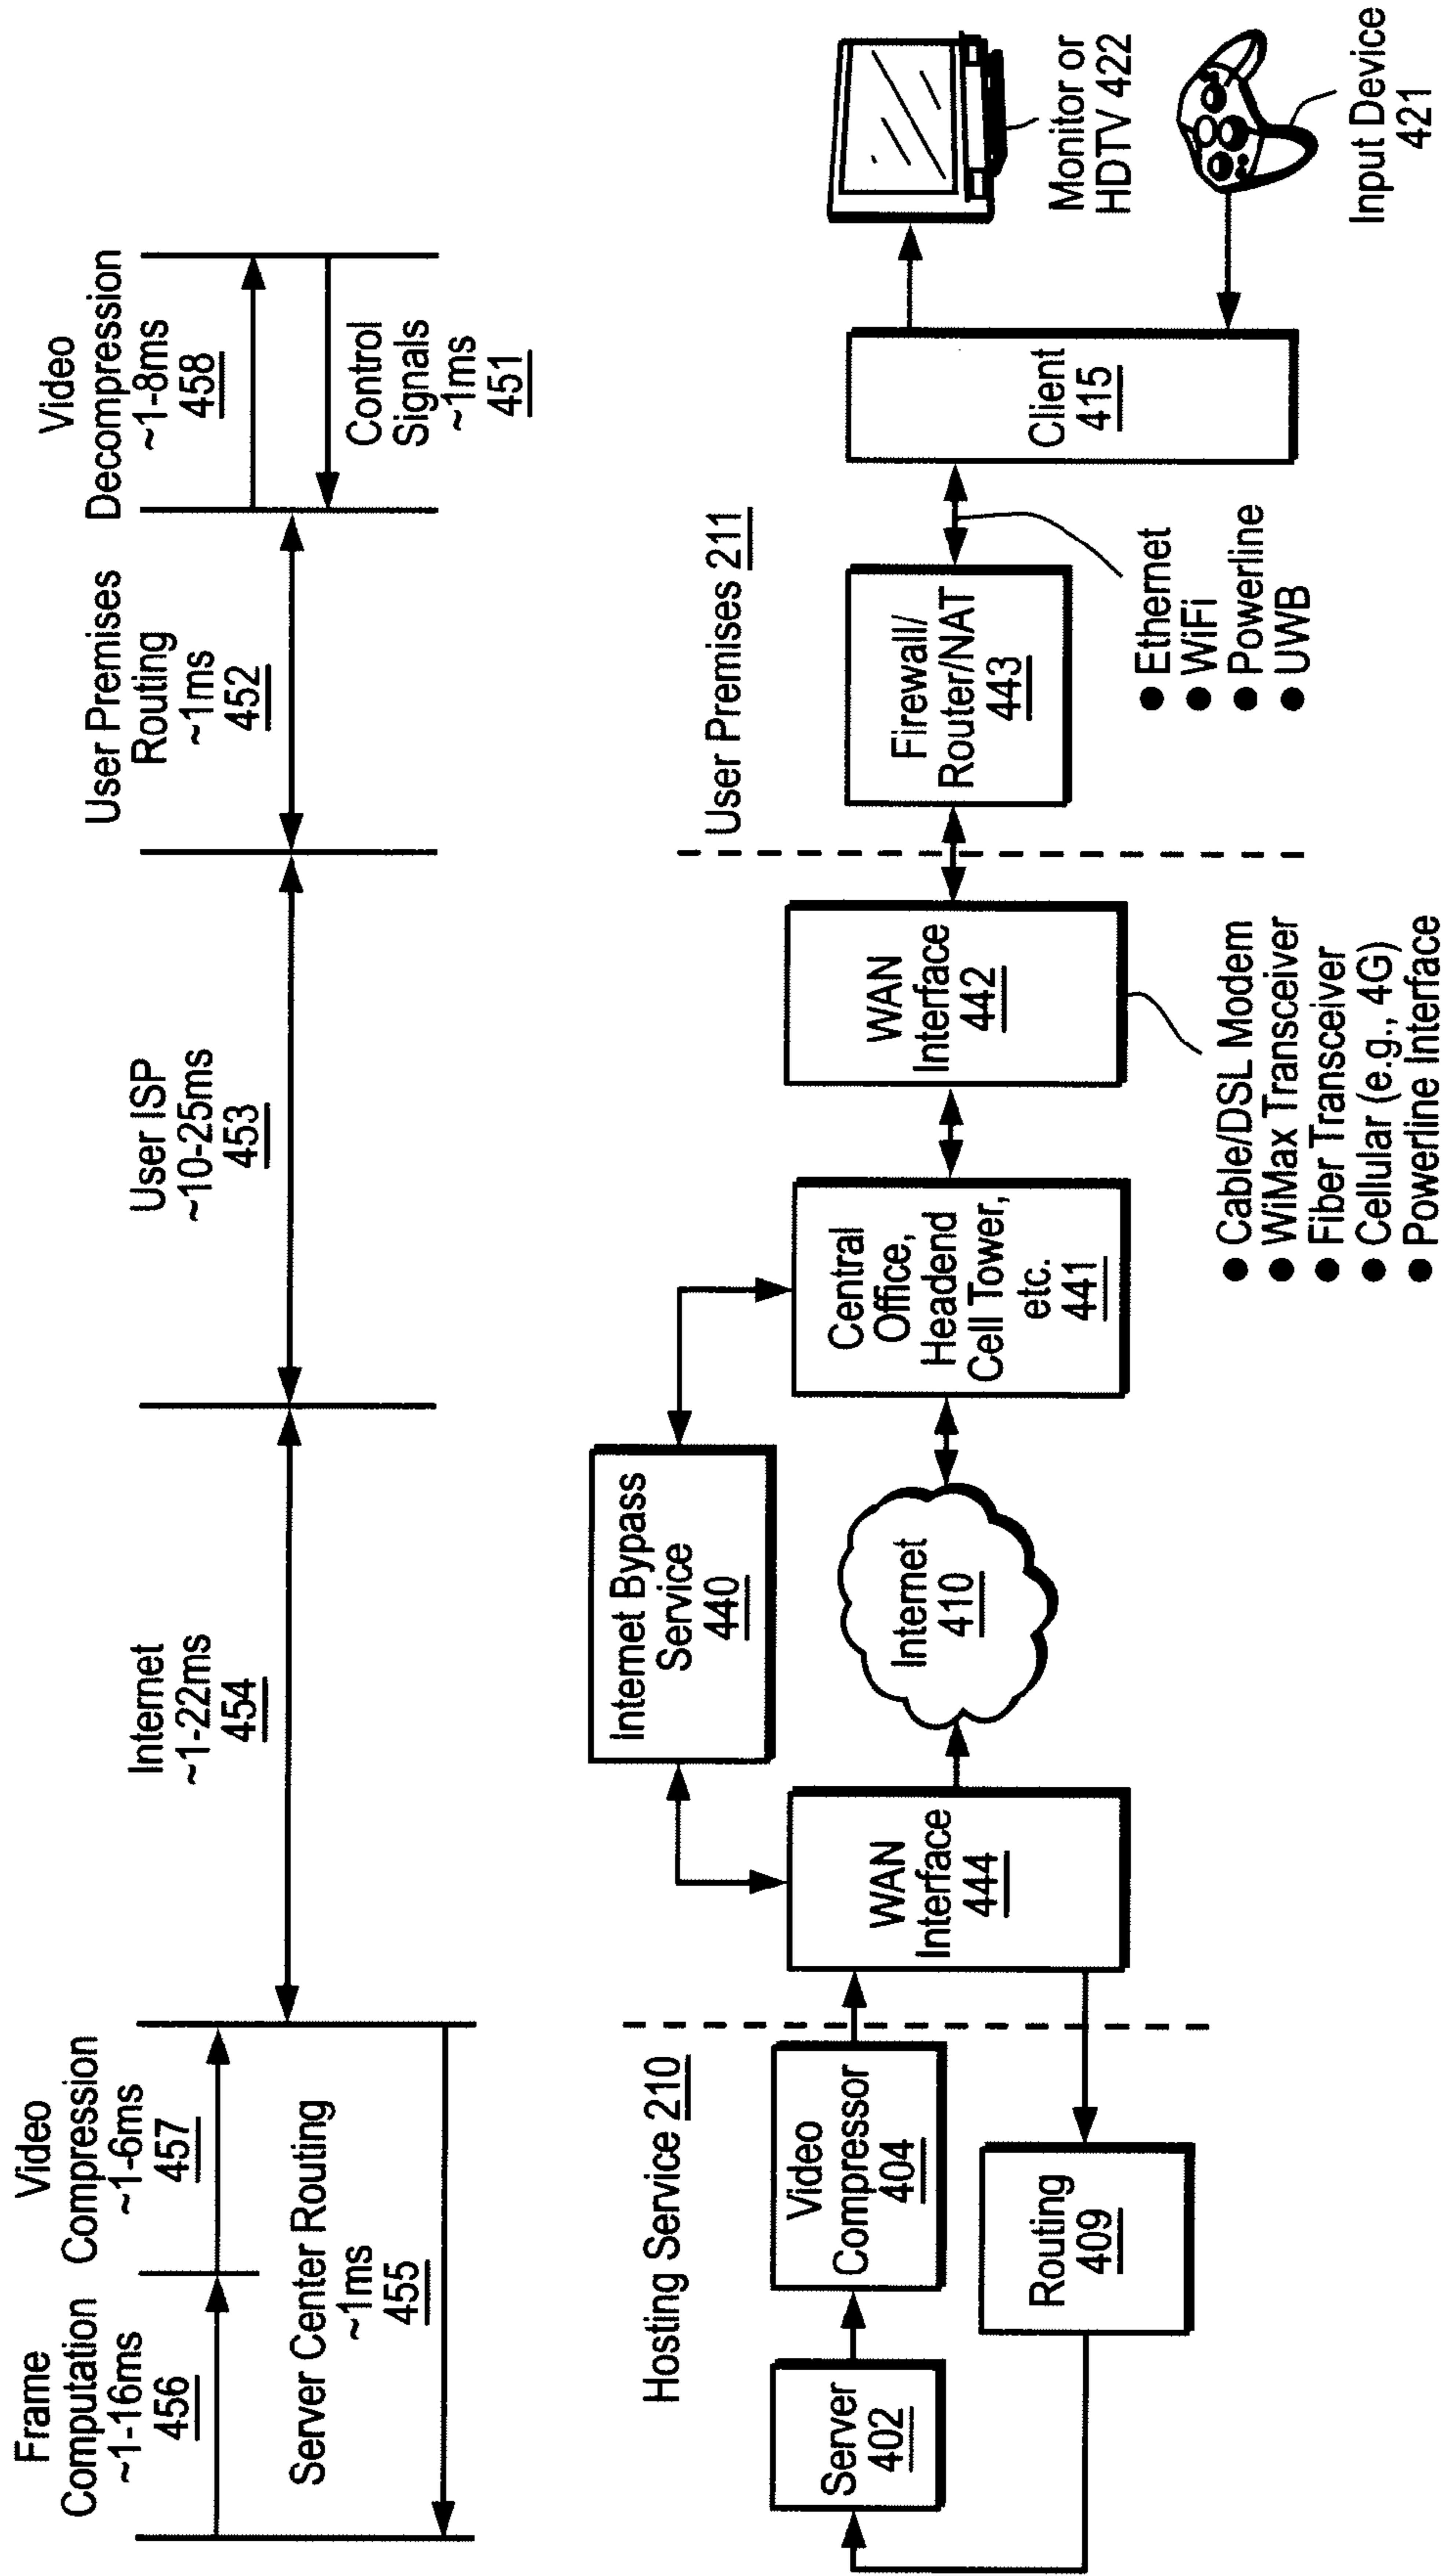 Frame
Computation
~1-16ms
456
Video
Compression
~1-6ms
457
Server Center Routing
~1ms
455
Internet
~1-22ms
454
User ISP
~10-25ms
453
User Premises
Routing
~1ms
452
Video
Decompression
~1-8ms
458
Control
Signals
~1ms
451
Hosting Service 210
Server
402
Video
Compressor
404
Routing
409
WAN
Interface
444
Internet Bypass
Service
440
Internet
410
Central
Office,
Headend
Cell Tower,
etc.
441
WAN
Interface
442
● Cable/DSL Modem
● WiMax Transceiver
● Fiber Transceiver
● Cellular (e.g., 4G)
● Powerline Interface
User Premises 211
Firewall/
Router/NAT
443
● Ethernet
● WiFi
● Powerline
● UWB
Client
415
Monitor or
HDTV 422
Input Device
421